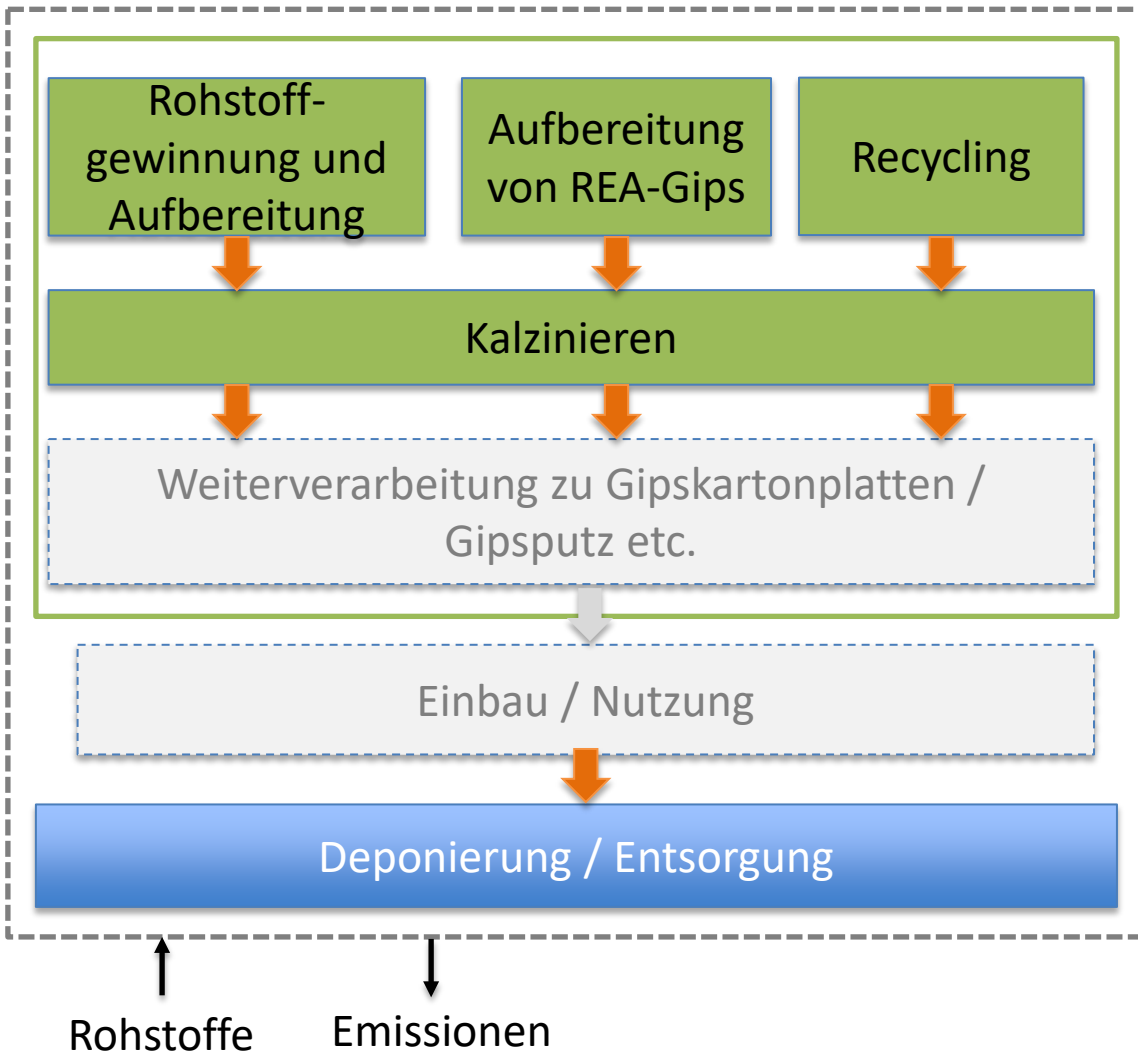 Rohstoff-
gewinnung und
Aufbereitung
Aufbereitung
von REA-Gips
Recycling
Kalzinieren
Weiterverarbeitung zu Gipskartonplatten /
Gipsputz etc.
Einbau / Nutzung
Deponierung / Entsorgung
Rohstoffe
Emissionen